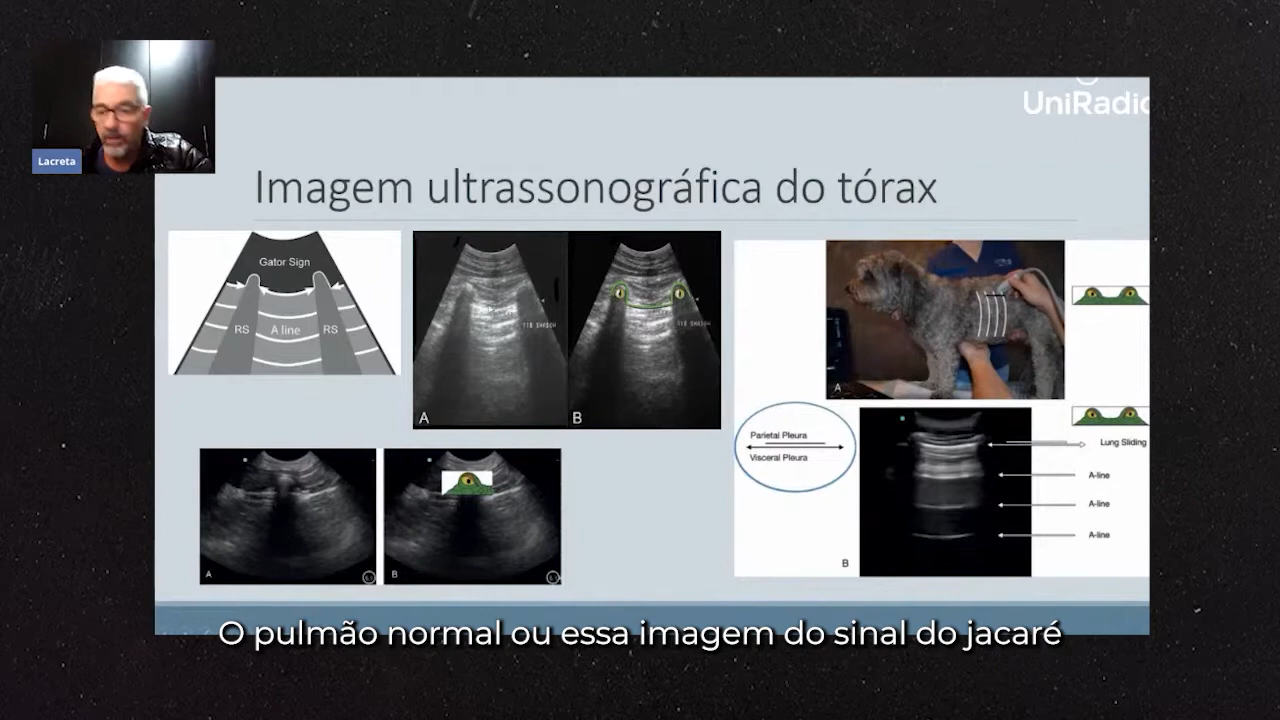 Lacreta
UniRadio
Imagem ultrassonográfica do tórax
Gator Sign
RS
A line
RS
A
B
A
Parietal Pleura
Visceral Pleura
Lung Sliding
A-line
A-line
A-line
B
A
B
O pulmão normal ou essa imagem do sinal do jacaré